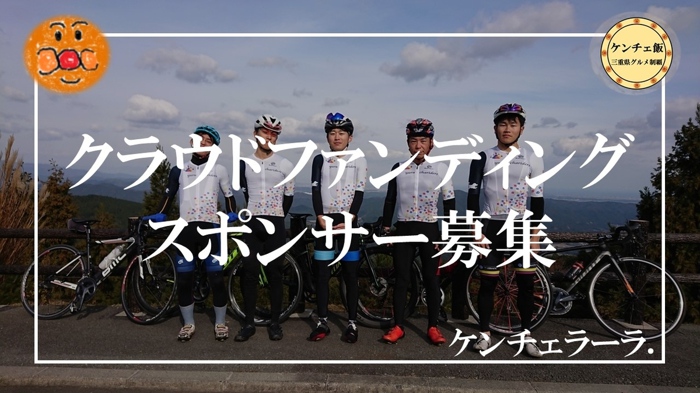 ケンチェ飯
三重県グルメ制覇
クラウドファンディング
スポンサー募集
ケンチェラーラ.